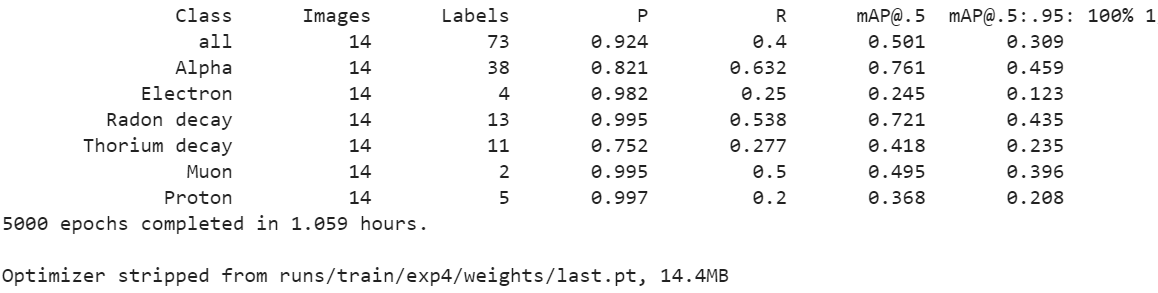 Class Images Labels P R mAP@.5 mAP@.5:.95: 100% 1
all 14 73 0.924 0.4 0.501 0.309
Alpha 14 38 0.821 0.632 0.761 0.459
Electron 14 4 0.982 0.25 0.245 0.123
Radon decay 14 13 0.995 0.538 0.721 0.435
Thorium decay 14 11 0.752 0.277 0.418 0.235
Muon 14 2 0.995 0.5 0.495 0.396
Proton 14 5 0.997 0.2 0.368 0.208
5000 epochs completed in 1.059 hours.
Optimizer stripped from runs/train/exp4/weights/last.pt, 14.4MB